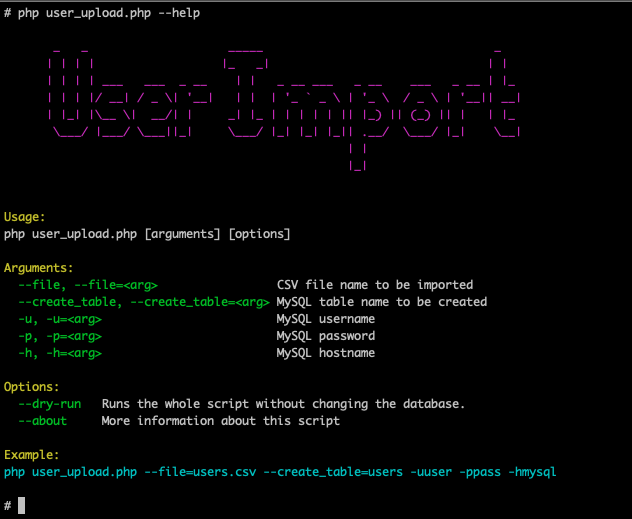 # php user_upload.php --help
User Import
Usage:
php user_upload.php [arguments] [options]
Arguments:
--file, --file=<arg> CSV file name to be imported
--create_table, --create_table=<arg> MySQL table name to be created
-u, -u=<arg> MySQL username
-p, -p=<arg> MySQL password
-h, -h=<arg> MySQL hostname
Options:
--dry-run Runs the whole script without changing the database.
--about More information about this script
Example:
php user_upload.php --file=users.csv --create_table=users -uuser -ppass -hmysql
#